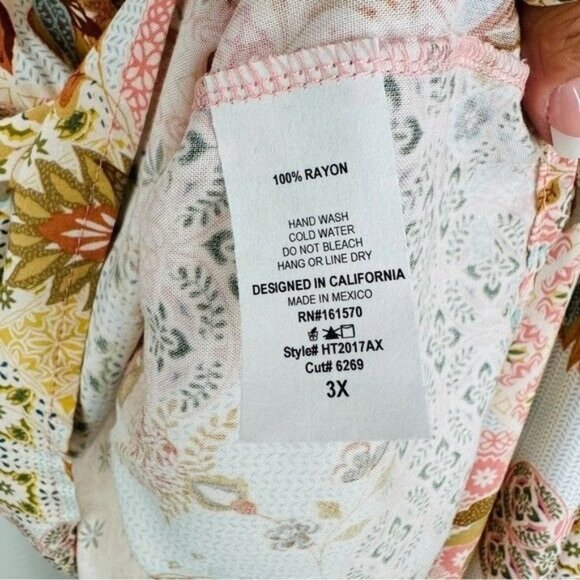 100% RAYON
HAND WASH
COLD WATER
DO NOT BLEACH
HANG OR LINE DRY
DESIGNED IN CALIFORNIA
MADE IN MEXICO
RN#161570
Style# HT2017AX
Cut# 6269
3X